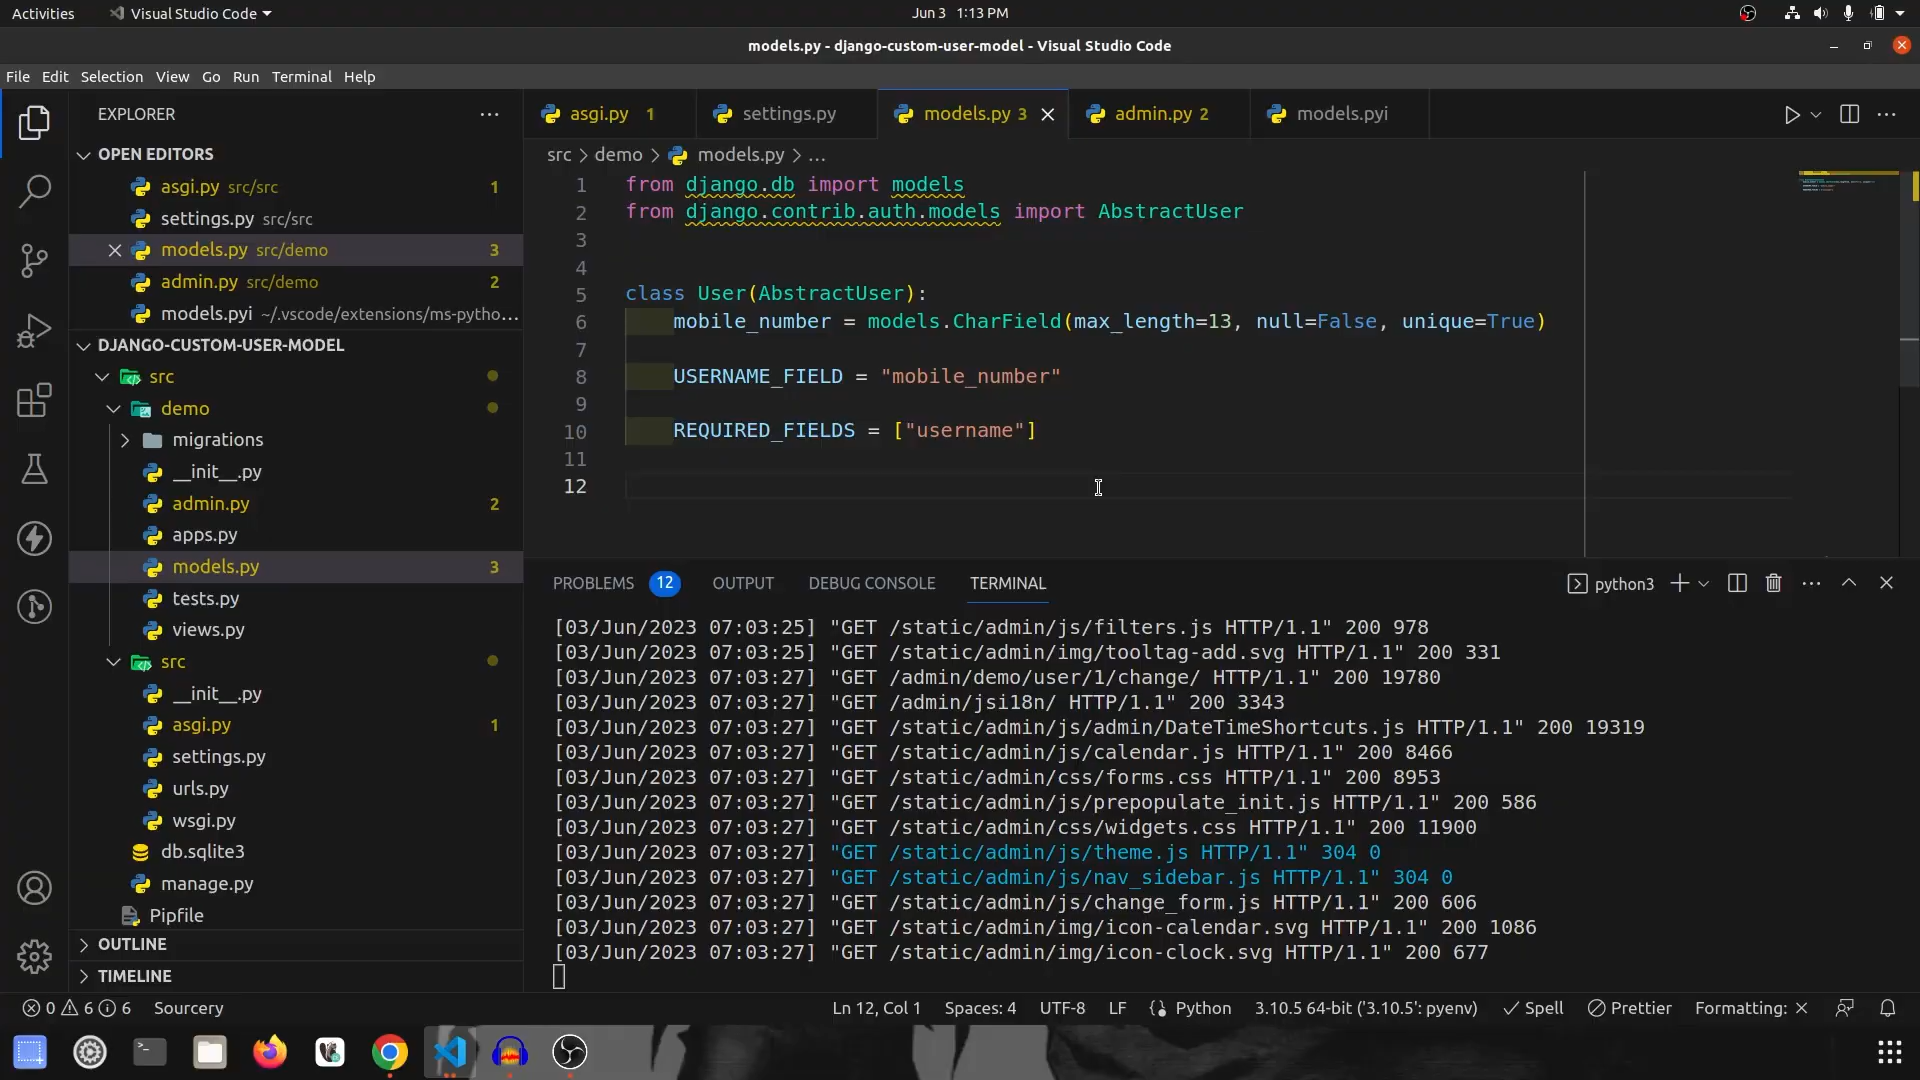 Activities
Visual Studio Code
Jun 3 1:13 PM
models.py - django-custom-user-model - Visual Studio Code
File Edit Selection View Go Run Terminal Help
EXPLORER
OPEN EDITORS
asgi.py src/src 1
settings.py src/src
models.py src/demo 3
admin.py src/demo 2
models.pyi ~/.vscode/extensions/ms-pytho...
DJANGO-CUSTOM-USER-MODEL
src
demo
migrations
__init__.py
admin.py 2
apps.py
models.py 3
tests.py
views.py
src
__init__.py
asgi.py 1
settings.py
urls.py
wsgi.py
db.sqlite3
manage.py
Pipfile
OUTLINE
TIMELINE
asgi.py 1
settings.py
models.py 3
admin.py 2
models.pyi
src > demo > models.py > ...
1 from django.db import models
2 from django.contrib.auth.models import AbstractUser
3
4
5 class User(AbstractUser):
6 mobile_number = models.CharField(max_length=13, null=False, unique=True)
7
8 USERNAME_FIELD = "mobile_number"
9
10 REQUIRED_FIELDS = ["username"]
11
12
PROBLEMS 12 OUTPUT DEBUG CONSOLE TERMINAL
python3
[03/Jun/2023 07:03:25] "GET /static/admin/js/filters.js HTTP/1.1" 200 978
[03/Jun/2023 07:03:25] "GET /static/admin/img/tooltag-add.svg HTTP/1.1" 200 331
[03/Jun/2023 07:03:27] "GET /admin/demo/user/1/change/ HTTP/1.1" 200 19780
[03/Jun/2023 07:03:27] "GET /admin/jsi18n/ HTTP/1.1" 200 3343
[03/Jun/2023 07:03:27] "GET /static/admin/js/admin/DateTimeShortcuts.js HTTP/1.1" 200 19319
[03/Jun/2023 07:03:27] "GET /static/admin/js/calendar.js HTTP/1.1" 200 8466
[03/Jun/2023 07:03:27] "GET /static/admin/css/forms.css HTTP/1.1" 200 8953
[03/Jun/2023 07:03:27] "GET /static/admin/js/prepopulate_init.js HTTP/1.1" 200 586
[03/Jun/2023 07:03:27] "GET /static/admin/css/widgets.css HTTP/1.1" 200 11900
[03/Jun/2023 07:03:27] "GET /static/admin/js/theme.js HTTP/1.1" 304 0
[03/Jun/2023 07:03:27] "GET /static/admin/js/nav_sidebar.js HTTP/1.1" 304 0
[03/Jun/2023 07:03:27] "GET /static/admin/js/change_form.js HTTP/1.1" 200 606
[03/Jun/2023 07:03:27] "GET /static/admin/img/icon-calendar.svg HTTP/1.1" 200 1086
[03/Jun/2023 07:03:27] "GET /static/admin/img/icon-clock.svg HTTP/1.1" 200 677
0 6 6 Sourcery
Ln 12, Col 1 Spaces: 4 UTF-8 LF Python 3.10.5 64-bit ('3.10.5': pyenv) Spell Prettier Formatting: